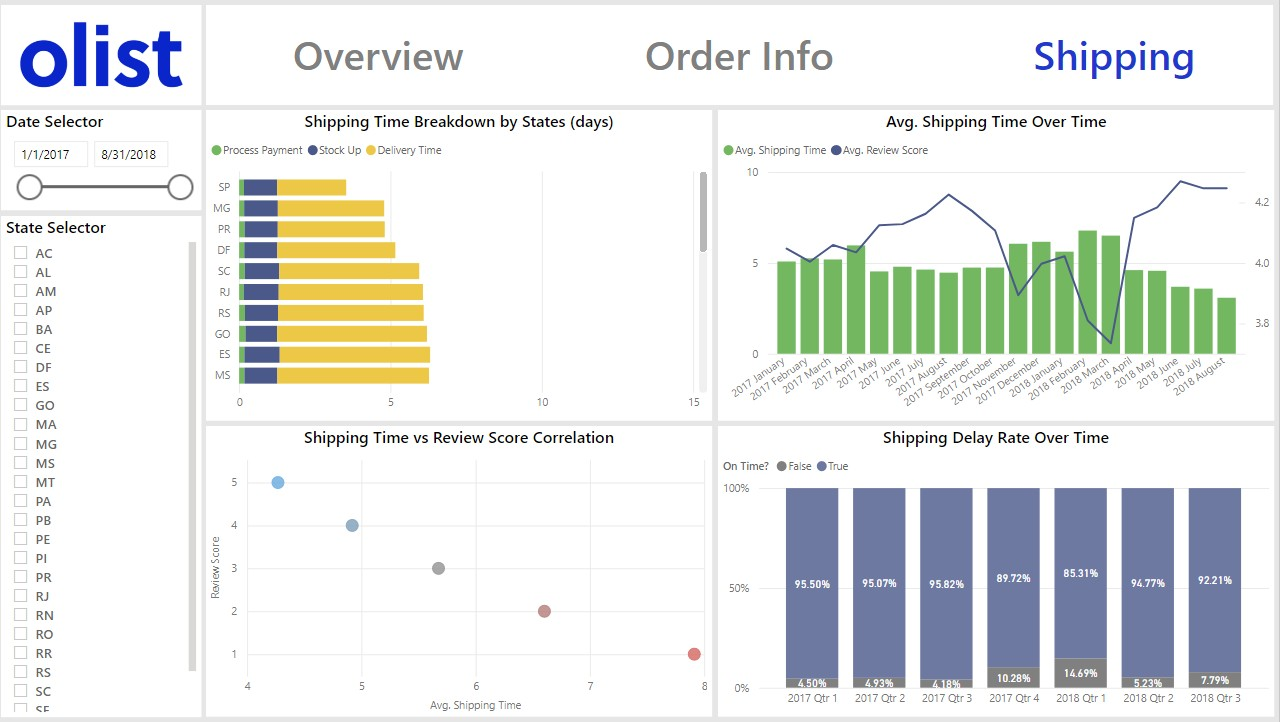 olist
Overview
Order Info
Shipping
Date Selector
1/1/2017
8/31/2018
State Selector
AC
AL
AM
AP
BA
CE
DF
ES
GO
MA
MG
MS
MT
PA
PB
PE
PI
PR
RJ
RN
RO
RR
RS
SC
SE
Shipping Time Breakdown by States (days)
Process Payment Stock Up Delivery Time
SP
MG
PR
DF
SC
RJ
RS
GO
ES
MS
0 5 10 15
Avg. Shipping Time Over Time
Avg. Shipping Time Avg. Review Score
10
5
0
4.2
4.0
3.8
2017 January
2017 February
2017 March
2017 April
2017 May
2017 June
2017 July
2017 August
2017 September
2017 October
2017 November
2017 December
2018 January
2018 February
2018 March
2018 April
2018 May
2018 June
2018 July
2018 August
Shipping Time vs Review Score Correlation
Review Score
5
4
3
2
1
4 5 6 7 8
Avg. Shipping Time
Shipping Delay Rate Over Time
On Time? False True
100%
50%
0%
95.50% 95.07% 95.82% 89.72% 85.31% 94.77% 92.21%
4.50% 4.93% 4.18% 10.28% 14.69% 5.23% 7.79%
2017 Qtr 1 2017 Qtr 2 2017 Qtr 3 2017 Qtr 4 2018 Qtr 1 2018 Qtr 2 2018 Qtr 3